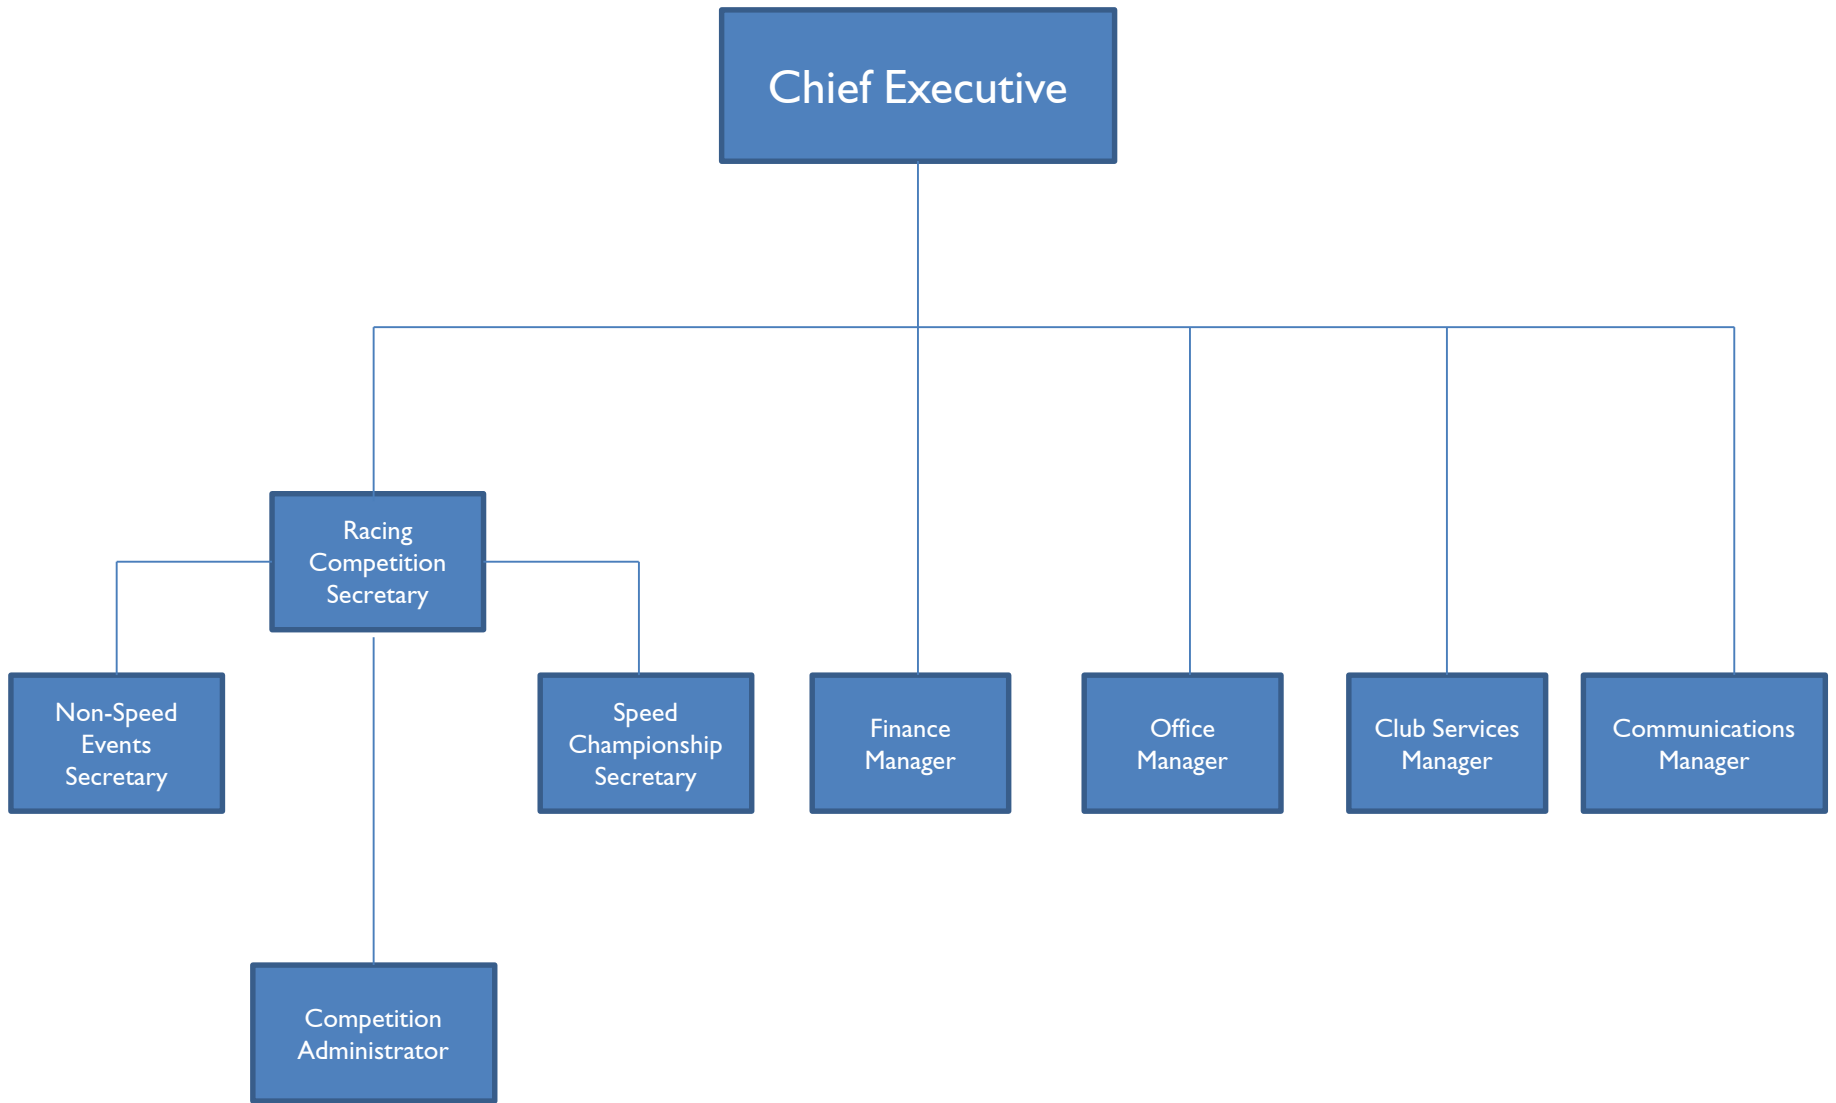 Chief Executive
Racing
Competition
Secretary
Non-Speed
Events
Secretary
Speed
Championship
Secretary
Finance
Manager
Office
Manager
Club Services
Manager
Communications
Manager
Competition
Administrator